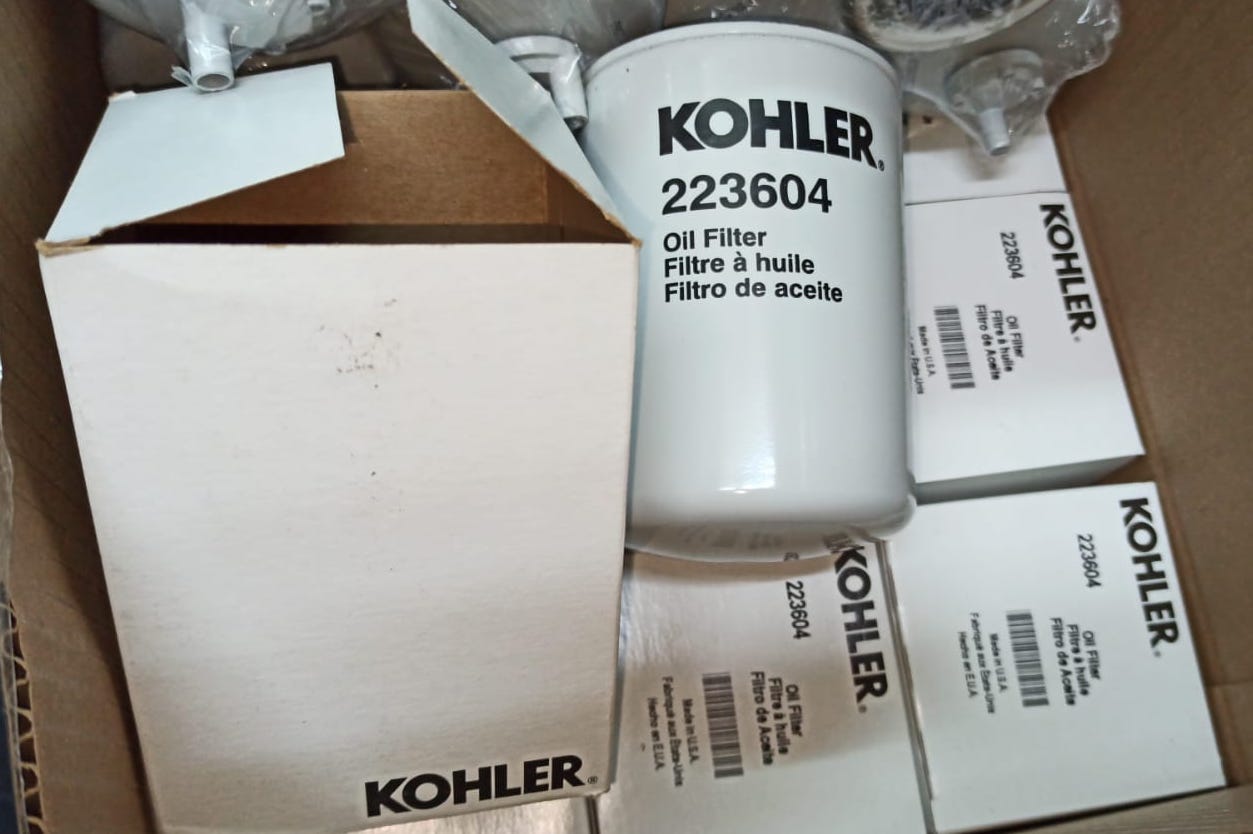 KOHLER®
223604
Oil Filter
Filtre à huile
Filtro de aceite
KOHLER®
KOHLER®
223604
Oil Filter
Filtre à huile
Filtro de Aceite
Made in U.S.A.
États-Unis
KOHLER®
223604
Oil Filter
Filtre à huile
Filtro de Aceite
Made in U.S.A.
Fabriqué aux États-Unis
Hecho en E.U.A.
KOHLER®
223604
Oil Filter
Filtre à huile
Filtro de Aceite
Made in U.S.A.
Fabriqué aux États-Unis
Hecho en E.U.A.